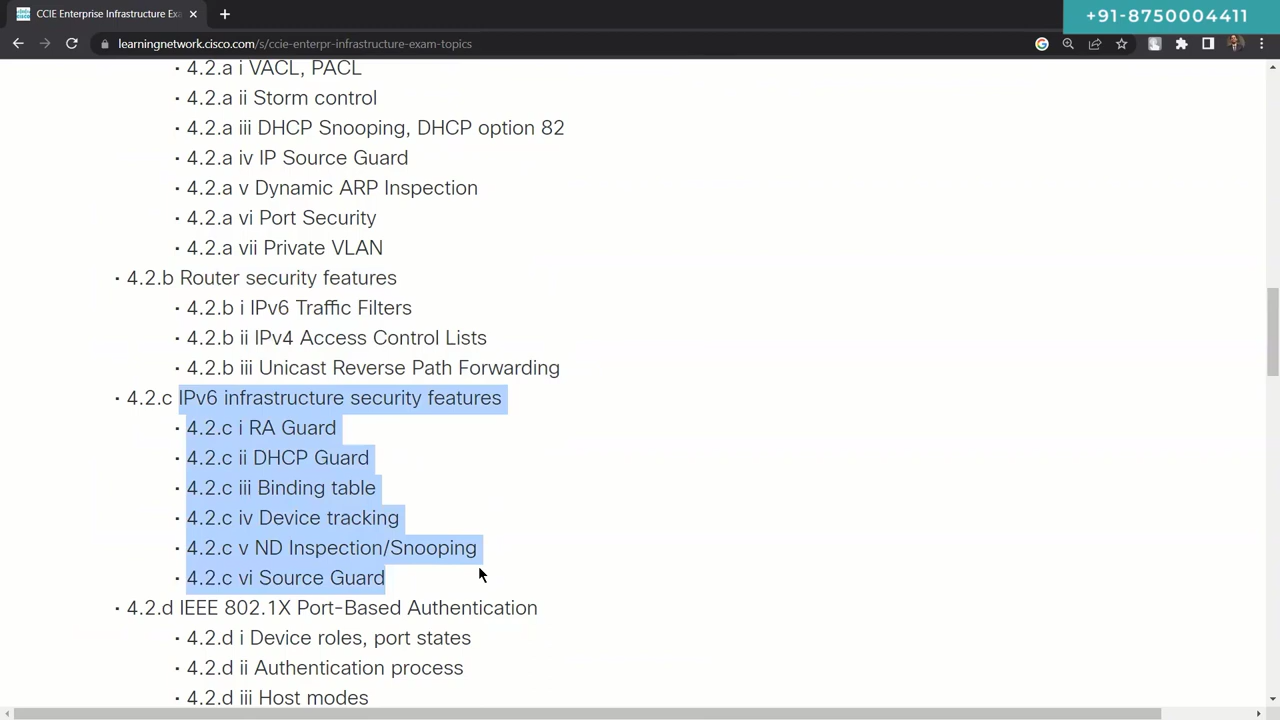 CCIE Enterprise Infrastructure Exa
+91-8750004411
learningnetwork.cisco.com/s/ccie-enterpr-infrastructure-exam-topics
4.2.a i VACL, PACL
4.2.a ii Storm control
4.2.a iii DHCP Snooping, DHCP option 82
4.2.a iv IP Source Guard
4.2.a v Dynamic ARP Inspection
4.2.a vi Port Security
4.2.a vii Private VLAN
4.2.b Router security features
4.2.b i IPv6 Traffic Filters
4.2.b ii IPv4 Access Control Lists
4.2.b iii Unicast Reverse Path Forwarding
4.2.c IPv6 infrastructure security features
4.2.c i RA Guard
4.2.c ii DHCP Guard
4.2.c iii Binding table
4.2.c iv Device tracking
4.2.c v ND Inspection/Snooping
4.2.c vi Source Guard
4.2.d IEEE 802.1X Port-Based Authentication
4.2.d i Device roles, port states
4.2.d ii Authentication process
4.2.d iii Host modes